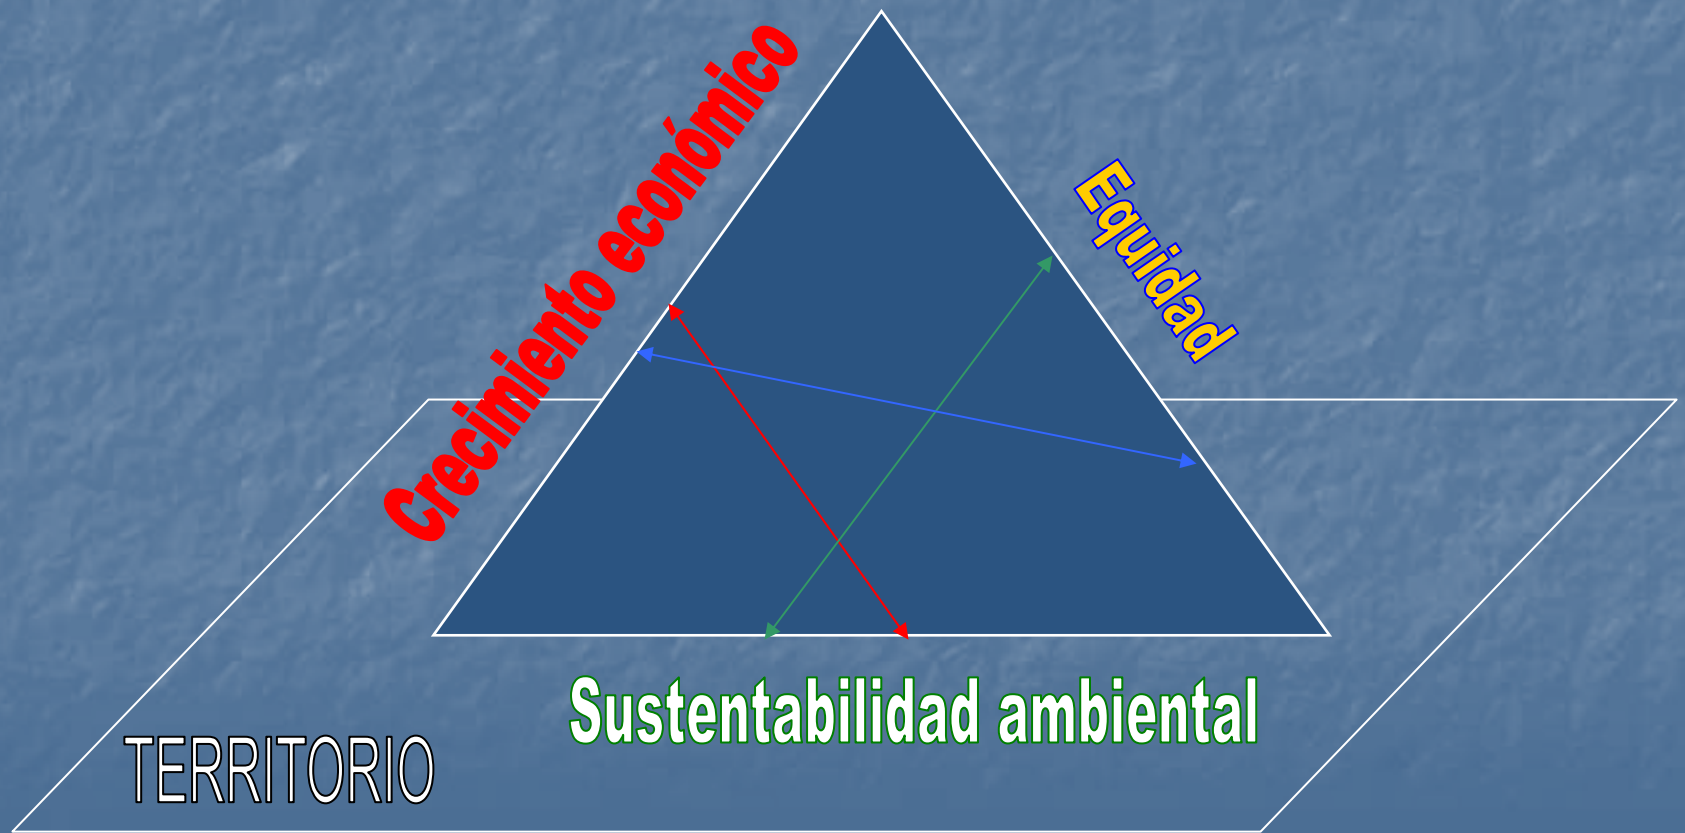 Crecimiento económico
Equidad
Sustentabilidad ambiental
TERRITORIO